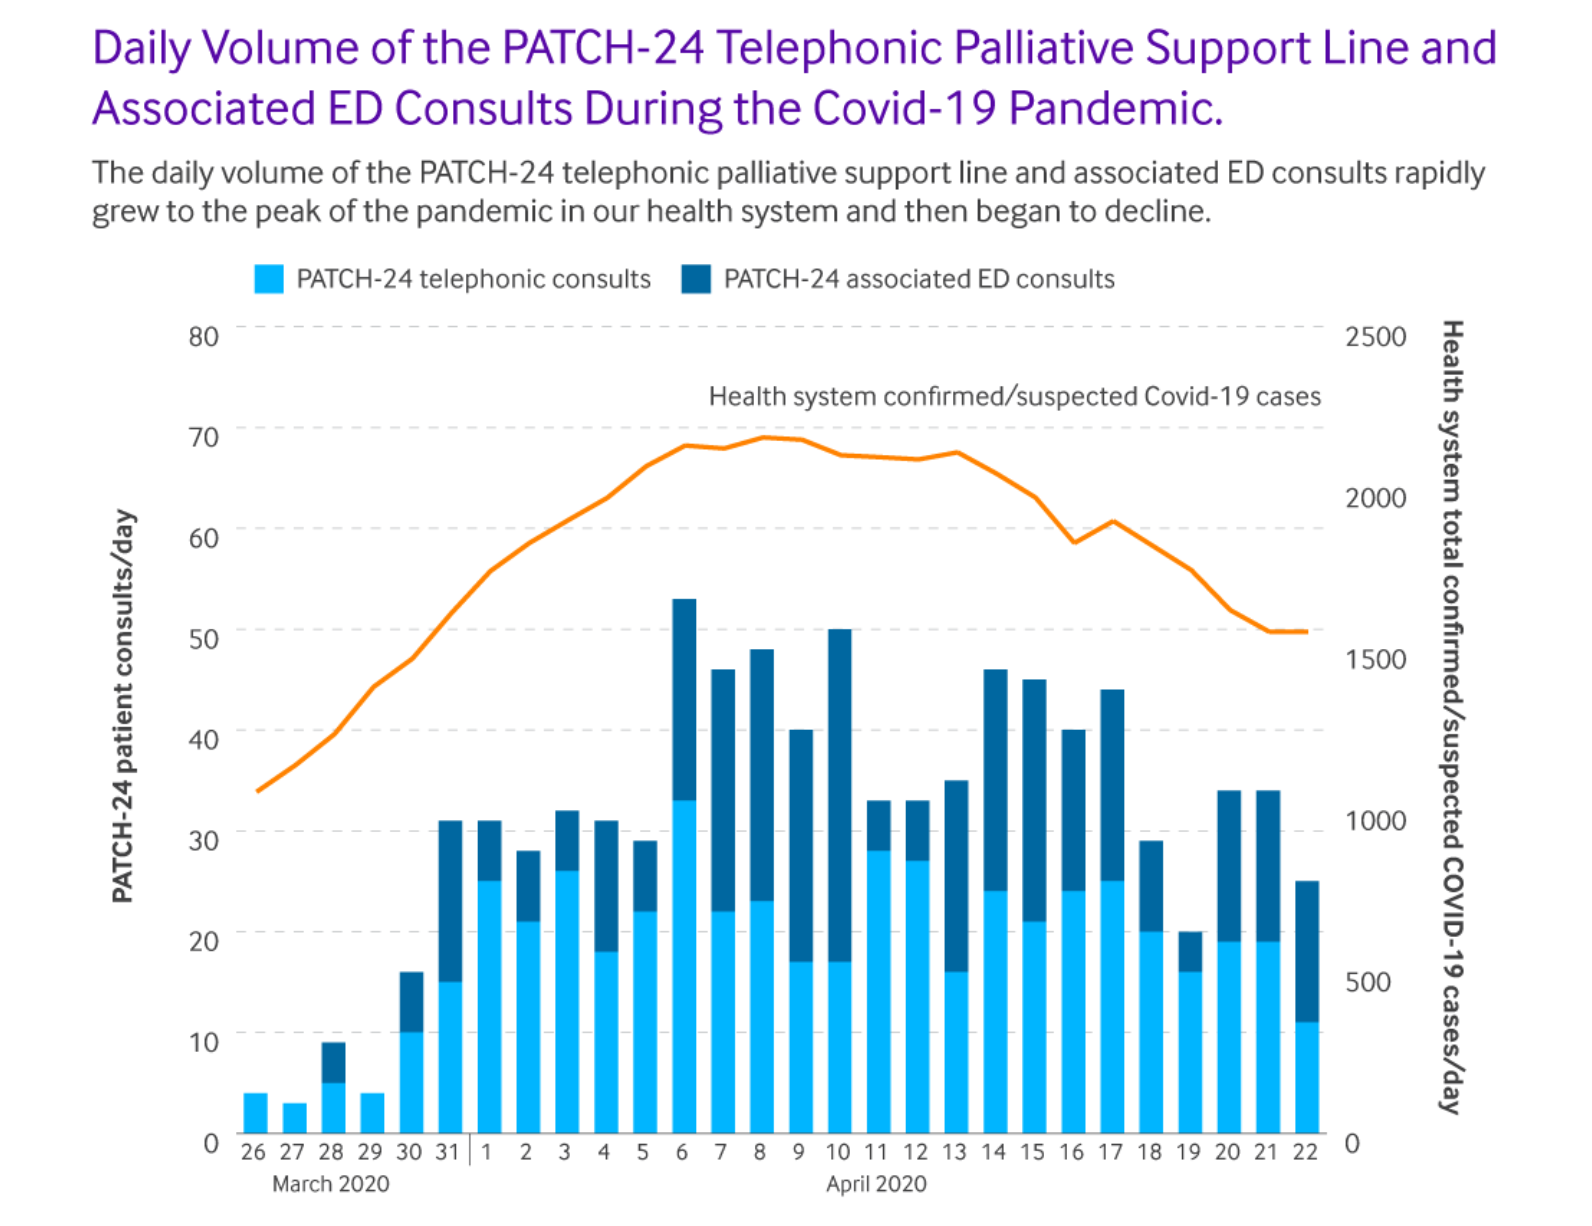 Daily Volume of the PATCH-24 Telephonic Palliative Support Line and
Associated ED Consults During the Covid-19 Pandemic.
The daily volume of the PATCH-24 telephonic palliative support line and associated ED consults rapidly
grew to the peak of the pandemic in our health system and then began to decline.
PATCH-24 telephonic consults PATCH-24 associated ED consults
Health system confirmed/suspected Covid-19 cases
PATCH-24 patient consults/day
80
70
60
50
40
30
20
10
0
2500
2000
1500
1000
500
0
Health system total confirmed/suspected COVID-19 cases/day
26 27 28 29 30 31 1 2 3 4 5 6 7 8 9 10 11 12 13 14 15 16 17 18 19 20 21 22
March 2020 April 2020